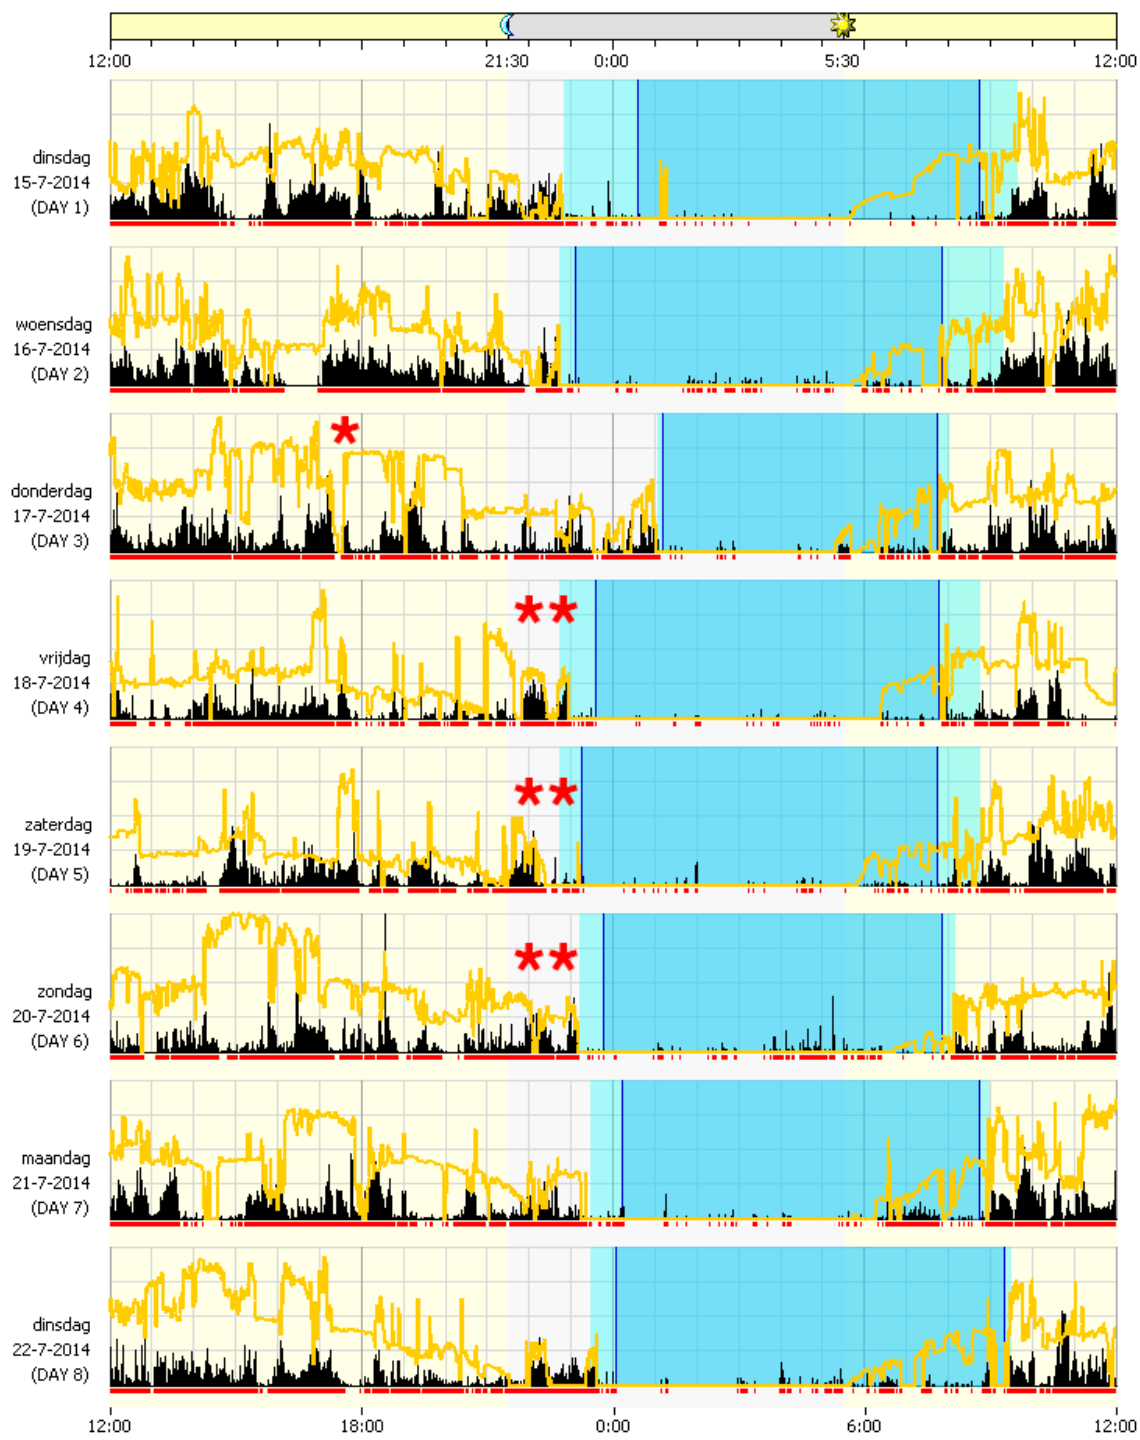 12:00 21:30 0:00 5:30 12:00
dinsdag
15-7-2014
(DAY 1)
woensdag
16-7-2014
(DAY 2)
donderdag
17-7-2014
(DAY 3)
vrijdag
18-7-2014
(DAY 4)
zaterdag
19-7-2014
(DAY 5)
zondag
20-7-2014
(DAY 6)
maandag
21-7-2014
(DAY 7)
dinsdag
22-7-2014
(DAY 8)
12:00 18:00 0:00 6:00 12:00